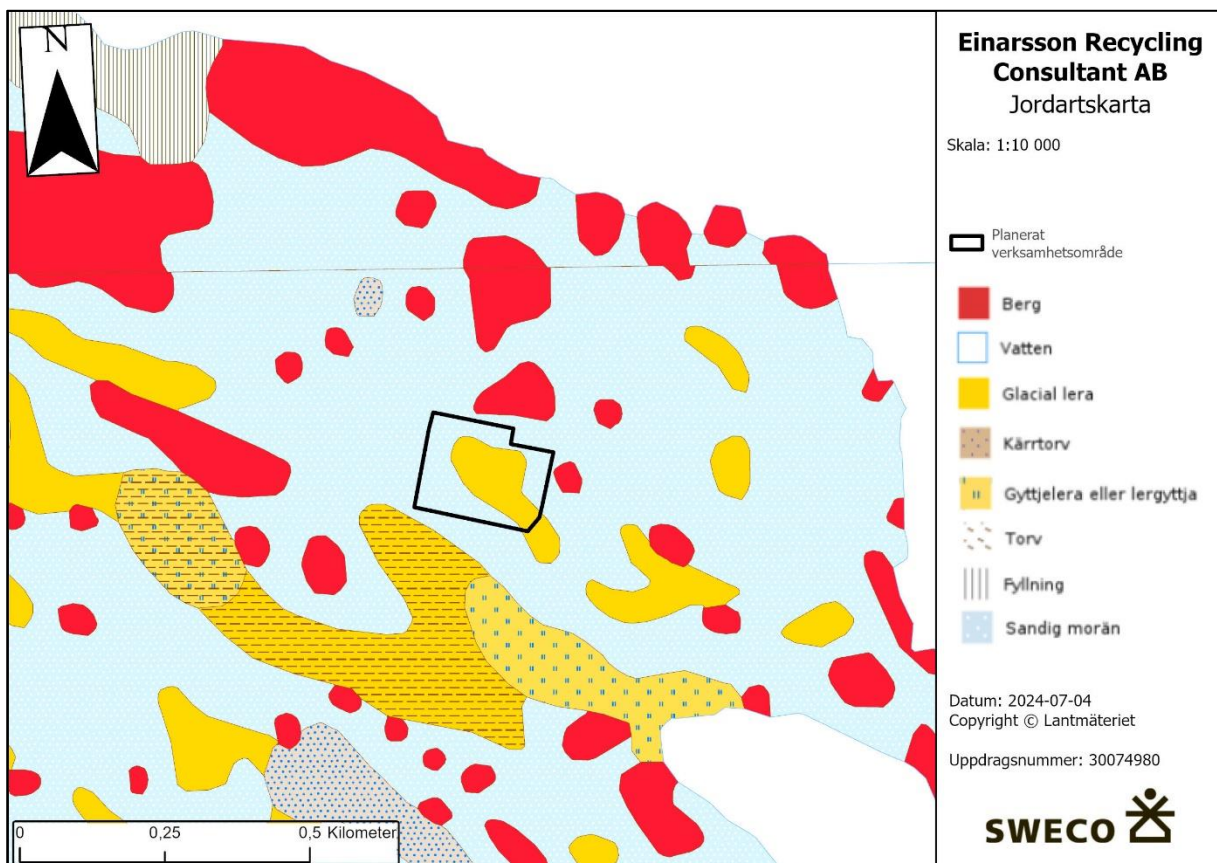 N
Einarsson Recycling
Consultant AB
Jordartskarta
Skala: 1:10 000
Planerat
verksamhetsområde
Berg
Vatten
Glacial lera
Kärrtorv
Gyttjelera eller lergyttja
Torv
Fyllning
Sandig morän
Datum: 2024-07-04
Copyright © Lantmäteriet
Uppdragsnummer: 30074980
SWECO
0 0,25 0,5 Kilometer